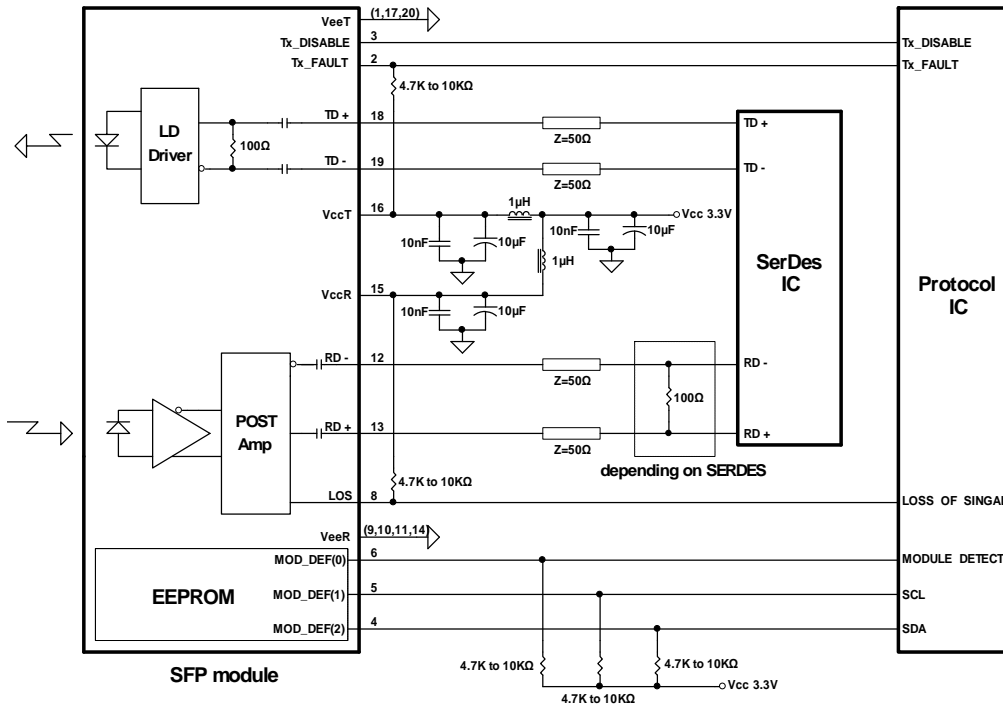 VeeT (1,17,20)
Tx_DISABLE 3 Tx_DISABLE
Tx_FAULT 2 Tx_FAULT
4.7K to 10KΩ
LD Driver
100Ω
TD + 18 Z=50Ω TD +
TD - 19 Z=50Ω TD -
1µH
VccT 16 Vcc 3.3V
10nF 10µF 10nF 10µF
1µH
SerDes IC
Protocol IC
VccR 15
10nF 10µF
RD - 12 Z=50Ω RD -
100Ω
POST Amp
RD + 13 Z=50Ω RD +
depending on SERDES
4.7K to 10KΩ
LOS 8 LOSS OF SINGAL
VeeR (9,10,11,14)
EEPROM
MOD_DEF(0) 6 MODULE DETECT
MOD_DEF(1) 5 SCL
MOD_DEF(2) 4 SDA
4.7K to 10KΩ 4.7K to 10KΩ
4.7K to 10KΩ
Vcc 3.3V
SFP module